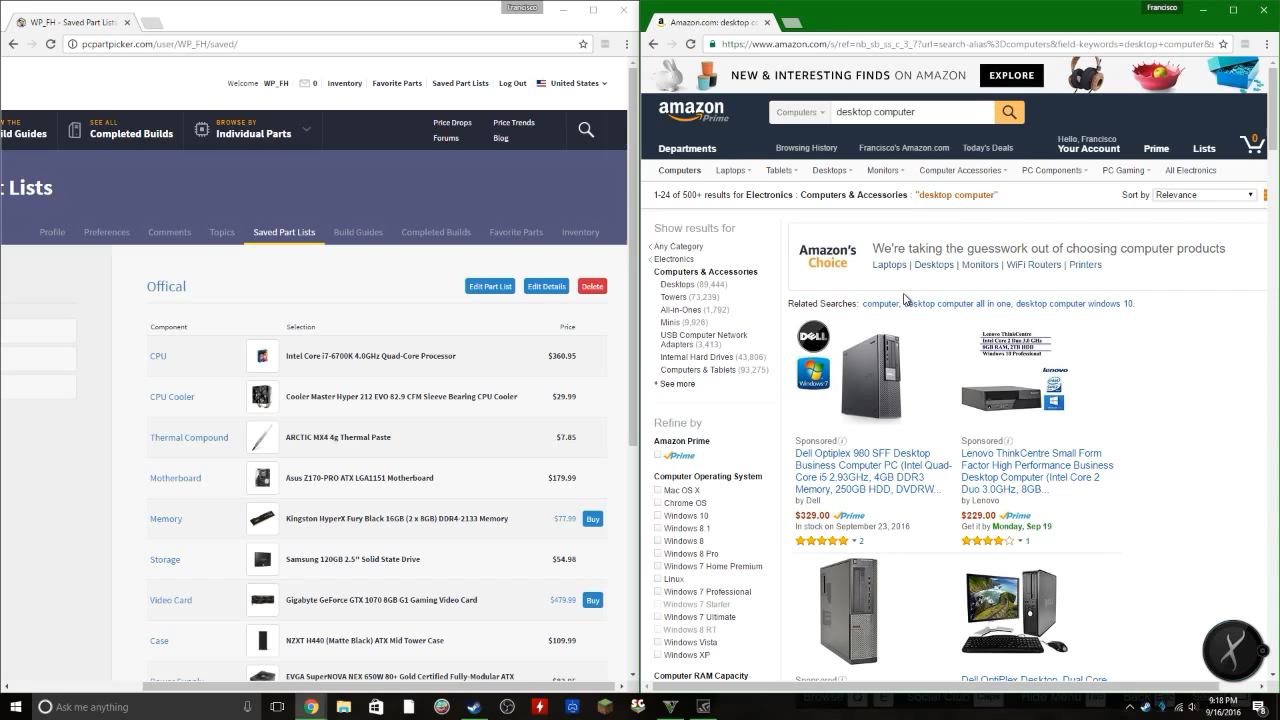 WP_FH - Saved Part Lists
Francisco
pcpartpicker.com/user/WP_FH/saved/
Welcome WP_FH 0 Inventory Favorite Parts Saved Part Lists Log Out United States
ld Guides
SEE ALL
Completed Builds
BROWSE BY
Individual Parts
Price Drops
Price Trends
Forums
Blog
t Lists
Profile Preferences Comments Topics Saved Part Lists Build Guides Completed Builds Favorite Parts Inventory
Offical
Edit Part List Edit Details Delete
Component Selection Price
CPU Intel Core i7-6700K 4.0GHz Quad-Core Processor $360.95
CPU Cooler Cooler Master Hyper 212 EVO 82.9 CFM Sleeve Bearing CPU Cooler $29.99
Thermal Compound ARCTIC MX4 4g Thermal Paste $7.85
Motherboard Asus Z170-PRO ATX LGA1151 Motherboard $179.99
Memory Kingston HyperX Fury Black 16GB (2 x 8GB) DDR4-2133 Memory $77.99 Buy
Storage Samsung 120GB 2.5" Solid State Drive $54.98
Video Card Gigabyte GeForce GTX 1070 8GB G1 Gaming Video Card $479.99 Buy
Case NZXT H440 (Matte Black) ATX Mid Tower Case $109.99
EVGA SuperNOVA NEX 650W 80+ Gold Certified Fully-Modular ATX
Amazon.com: desktop c
Francisco
https://www.amazon.com/s/ref=nb_sb_ss_c_3_7?url=search-alias%3Dcomputers&field-keywords=desktop+computer&s
NEW & INTERESTING FINDS ON AMAZON EXPLORE
amazon
Prime
Computers desktop computer
Departments Browsing History Francisco's Amazon.com Today's Deals
Hello, Francisco
Your Account Prime Lists 0
Computers Laptops Tablets Desktops Monitors Computer Accessories PC Components PC Gaming All Electronics
1-24 of 500+ results for Electronics : Computers & Accessories : "desktop computer" Sort by Relevance
Show results for
Any Category
Electronics
Computers & Accessories
Desktops (89,444)
Towers (73,239)
All-in-Ones (1,792)
Minis (9,926)
USB Computer Network
Adapters (3,413)
Internal Hard Drives (43,806)
Computers & Tablets (93,275)
+ See more
Refine by
Amazon Prime
Prime
Computer Operating System
Mac OS X
Chrome OS
Windows 10
Windows 8.1
Windows 8
Windows 8 Pro
Windows 7 Home Premium
Linux
Windows 7 Professional
Windows 7 Starter
Windows 7 Ultimate
Windows 8 RT
Windows Vista
Windows XP
Computer RAM Capacity
Amazon's
Choice
We're taking the guesswork out of choosing computer products
Laptops | Desktops | Monitors | WiFi Routers | Printers
Related Searches: computer, desktop computer all in one, desktop computer windows 10.
DELL
Windows 7
Sponsored
Dell Optiplex 980 SFF Desktop
Business Computer PC (Intel Quad-
Core i5 2.93GHz, 4GB DDR3
Memory, 250GB HDD, DVDRW...
by Dell
$329.00 Prime
In stock on September 23, 2016
2
Lenovo ThinkCentre
Intel Core 2 Duo 3.0 GHz
8GB RAM, 2TB HDD
Windows 10 Professional
lenovo
Sponsored
Lenovo ThinkCentre Small Form
Factor High Performance Business
Desktop Computer (Intel Core 2
Duo 3.0GHz, 8GB...
by Lenovo
$229.00 Prime
Get it by Monday, Sep 19
1
Sponsored
Dell OptiPlex Desktop, Dual Core
Ask me anything
9:18 PM
9/16/2016